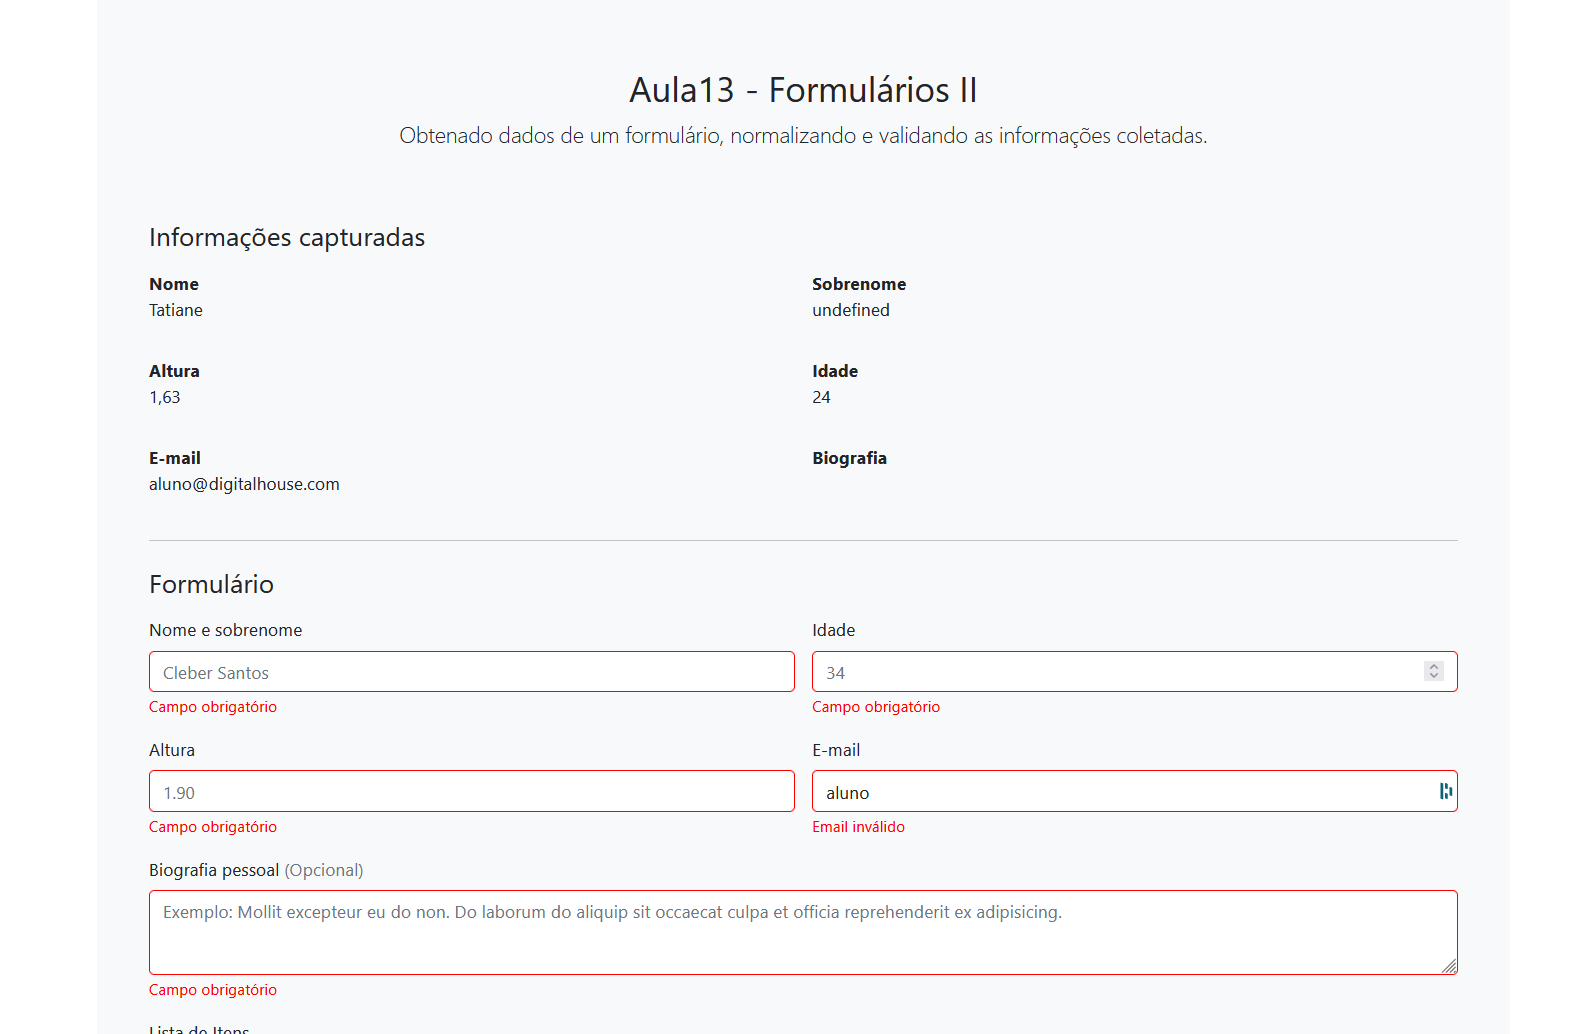 Aula13 - Formulários II
Obtenado dados de um formulário, normalizando e validando as informações coletadas.
Informações capturadas
Nome
Tatiane
Sobrenome
undefined
Altura
1,63
Idade
24
E-mail
aluno@digitalhouse.com
Biografia
Formulário
Nome e sobrenome
Cleber Santos
Campo obrigatório
Idade
34
Campo obrigatório
Altura
1.90
Campo obrigatório
E-mail
aluno
Email inválido
Biografia pessoal (Opcional)
Exemplo: Mollit excepteur eu do non. Do laborum do aliquip sit occaecat culpa et officia reprehenderit ex adipisicing.
Campo obrigatório
Lista de Itens